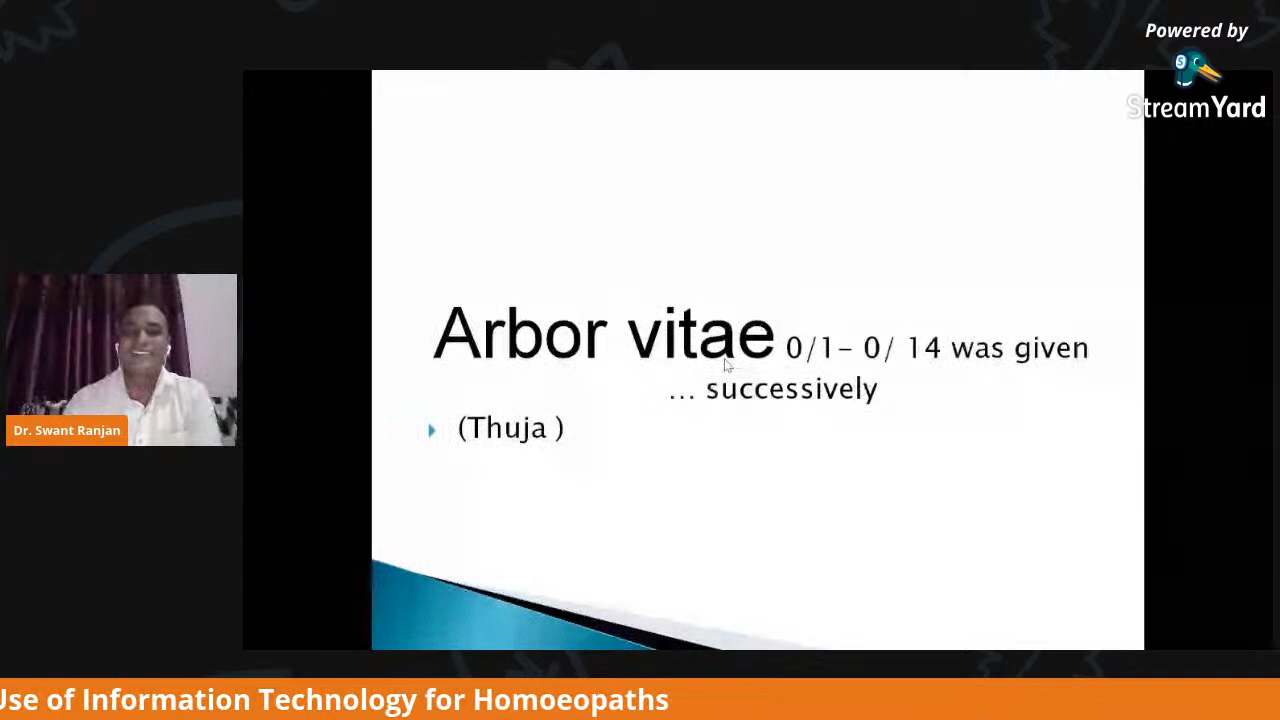 Powered by
StreamYard
Arbor vitae 0/1– 0/ 14 was given
... successively
(Thuja )
Dr. Swant Ranjan
Use of Information Technology for Homoeopaths